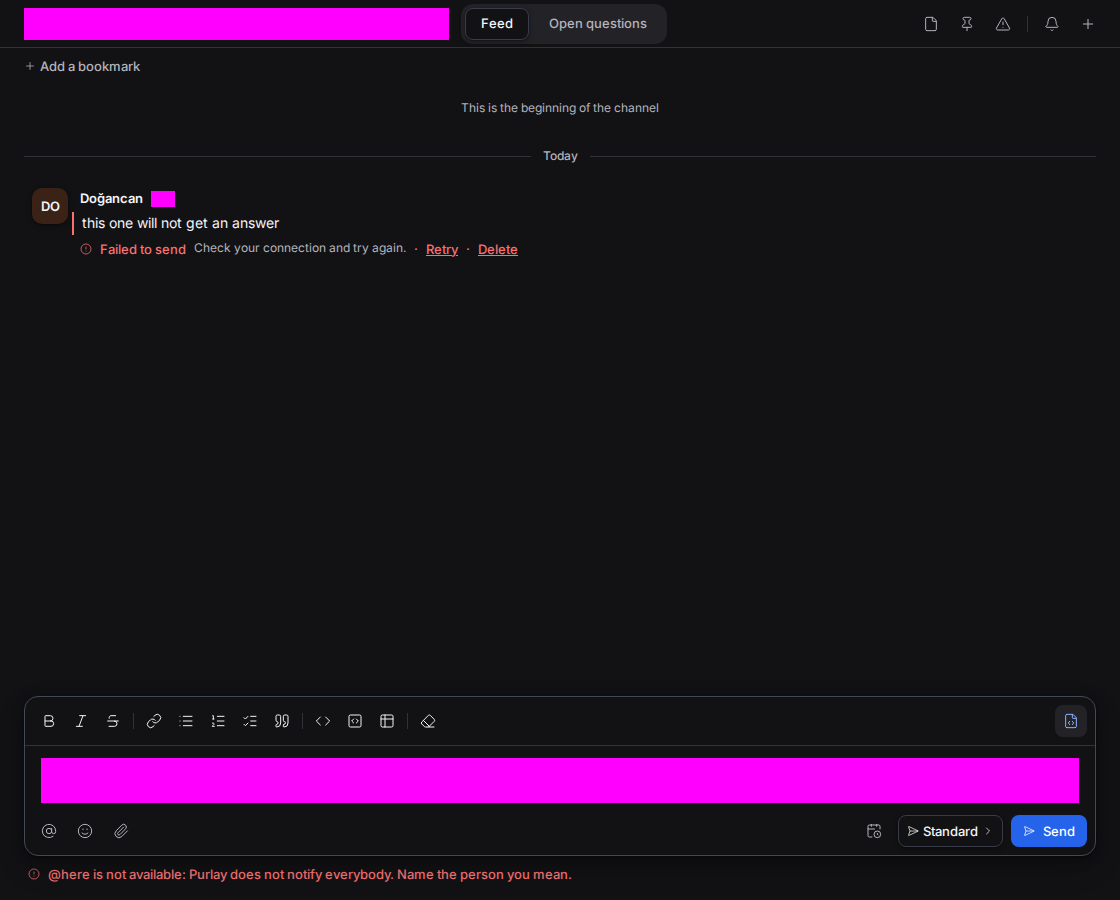 Feed
Open questions
Add a bookmark
This is the beginning of the channel
Today
DO
Doğancan
this one will not get an answer
Failed to send Check your connection and try again. · Retry · Delete
Standard
Send
@here is not available: Purlay does not notify everybody. Name the person you mean.